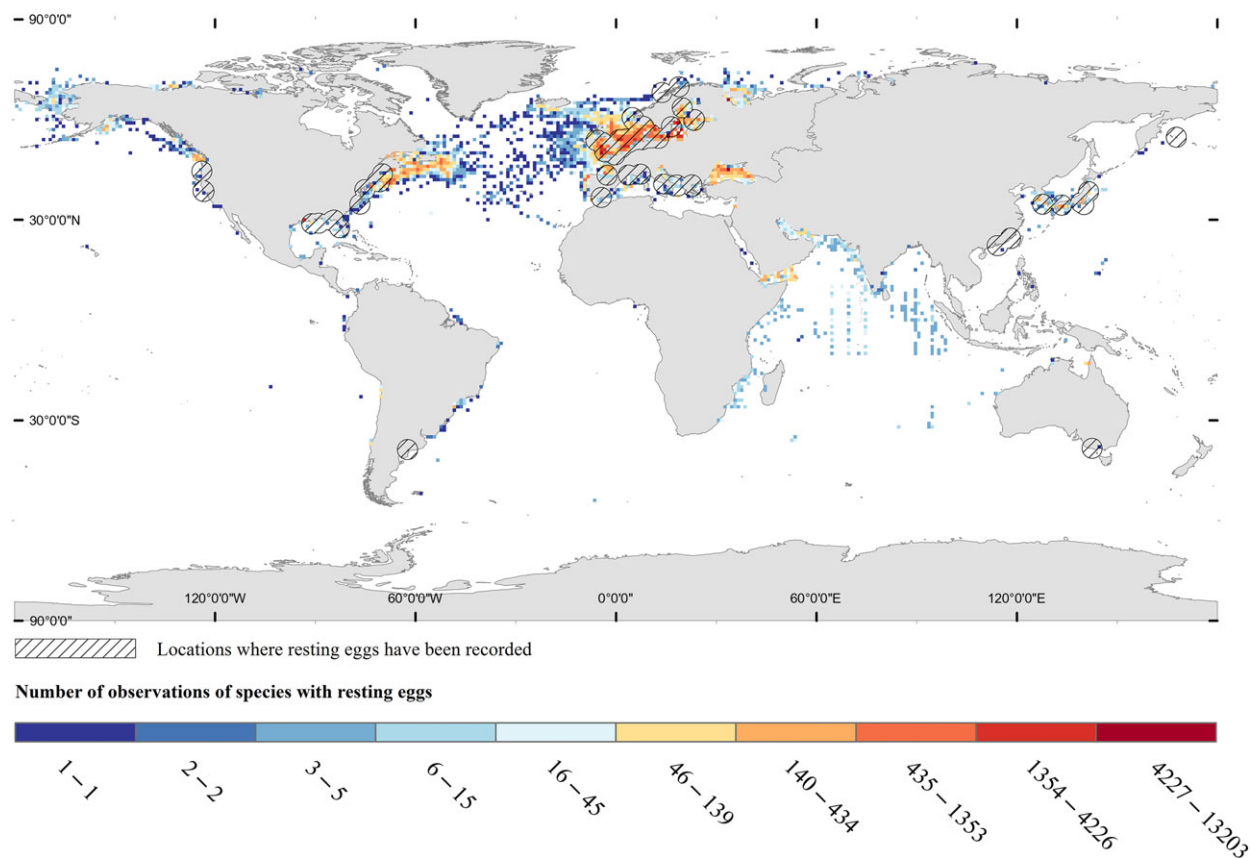 90°0'0"
30°0'0"N
30°0'0"S
120°0'0"W 60°0'0"W 0°0'0" 60°0'0"E 120°0'0"E
90°0'0"
Locations where resting eggs have been recorded
Number of observations of species with resting eggs
1 – 1
2 – 2
3 – 5
6 – 15
16 – 45
46 – 139
140 – 434
435 – 1353
1354 – 4226
4227 – 13203